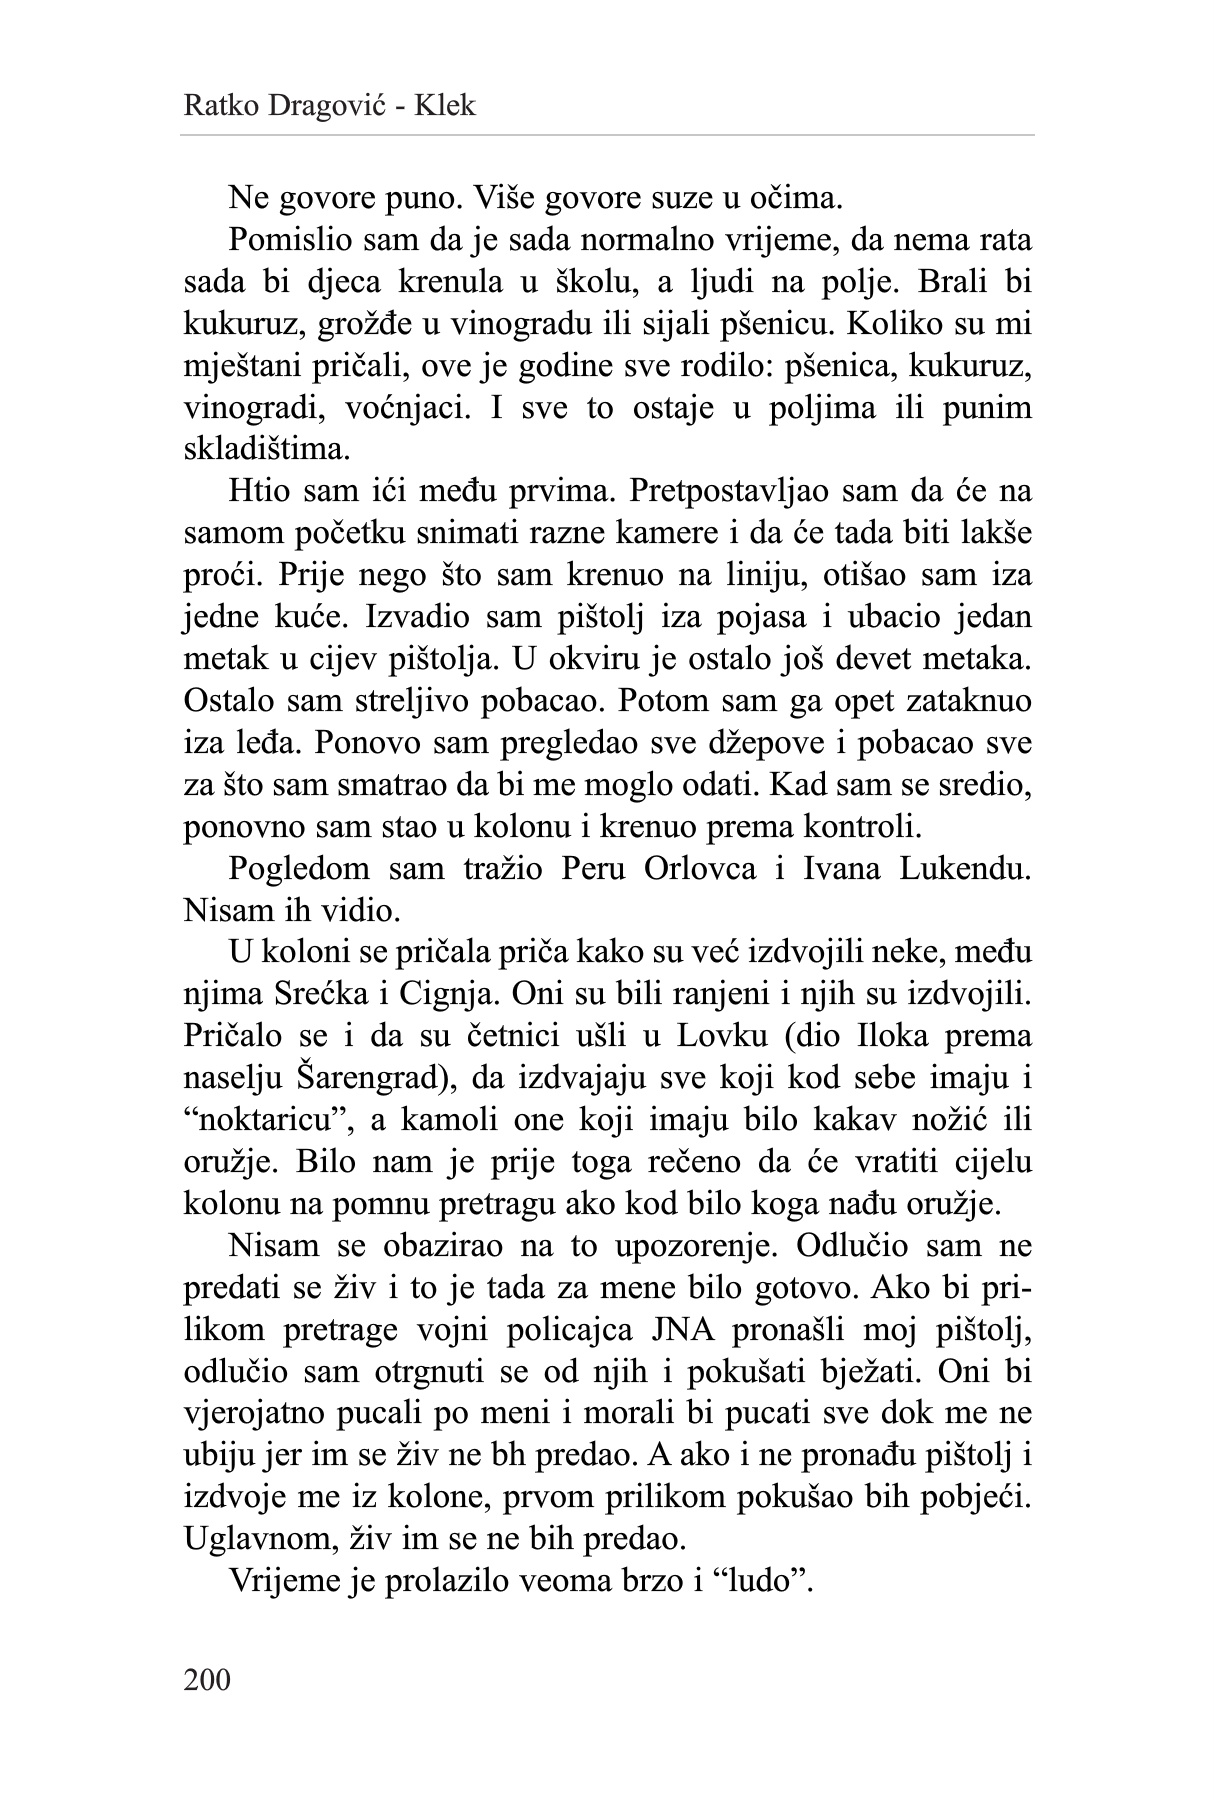 Ratko Dragović - Klek
Ne govore puno. Više govore suze u očima.
Pomislio sam da je sada normalno vrijeme, da nema rata
sada bi djeca krenula u školu, a ljudi na polje. Brali bi
kukuruz, grožđe u vinogradu ili sijali pšenicu. Koliko su mi
mještani pričali, ove je godine sve rodilo: pšenica, kukuruz,
vinogradi, voćnjaci. I sve to ostaje u poljima ili punim
skladištima.
Htio sam ići među prvima. Pretpostavljao sam da će na
samom početku snimati razne kamere i da će tada biti lakše
proći. Prije nego što sam krenuo na liniju, otišao sam iza
jedne kuće. Izvadio sam pištolj iza pojasa i ubacio jedan
metak u cijev pištolja. U okviru je ostalo još devet metaka.
Ostalo sam streljivo pobacao. Potom sam ga opet zataknuo
iza leđa. Ponovo sam pregledao sve džepove i pobacao sve
za što sam smatrao da bi me moglo odati. Kad sam se sredio,
ponovno sam stao u kolonu i krenuo prema kontroli.
Pogledom sam tražio Peru Orlovca i Ivana Lukendu.
Nisam ih vidio.
U koloni se pričala priča kako su već izdvojili neke, među
njima Srećka i Cignja. Oni su bili ranjeni i njih su izdvojili.
Pričalo se i da su četnici ušli u Lovku (dio Iloka prema
naselju Šarengrad), da izdvajaju sve koji kod sebe imaju i
“noktaricu”, a kamoli one koji imaju bilo kakav nožić ili
oružje. Bilo nam je prije toga rečeno da će vratiti cijelu
kolonu na pomnu pretragu ako kod bilo koga nađu oružje.
Nisam se obazirao na to upozorenje. Odlučio sam ne
predati se živ i to je tada za mene bilo gotovo. Ako bi pri-
likom pretrage vojni policajca JNA pronašli moj pištolj,
odlučio sam otrgnuti se od njih i pokušati bježati. Oni bi
vjerojatno pucali po meni i morali bi pucati sve dok me ne
ubiju jer im se živ ne bh predao. A ako i ne pronađu pištolj i
izdvoje me iz kolone, prvom prilikom pokušao bih pobjeći.
Uglavnom, živ im se ne bih predao.
Vrijeme je prolazilo veoma brzo i “ludo”.
200